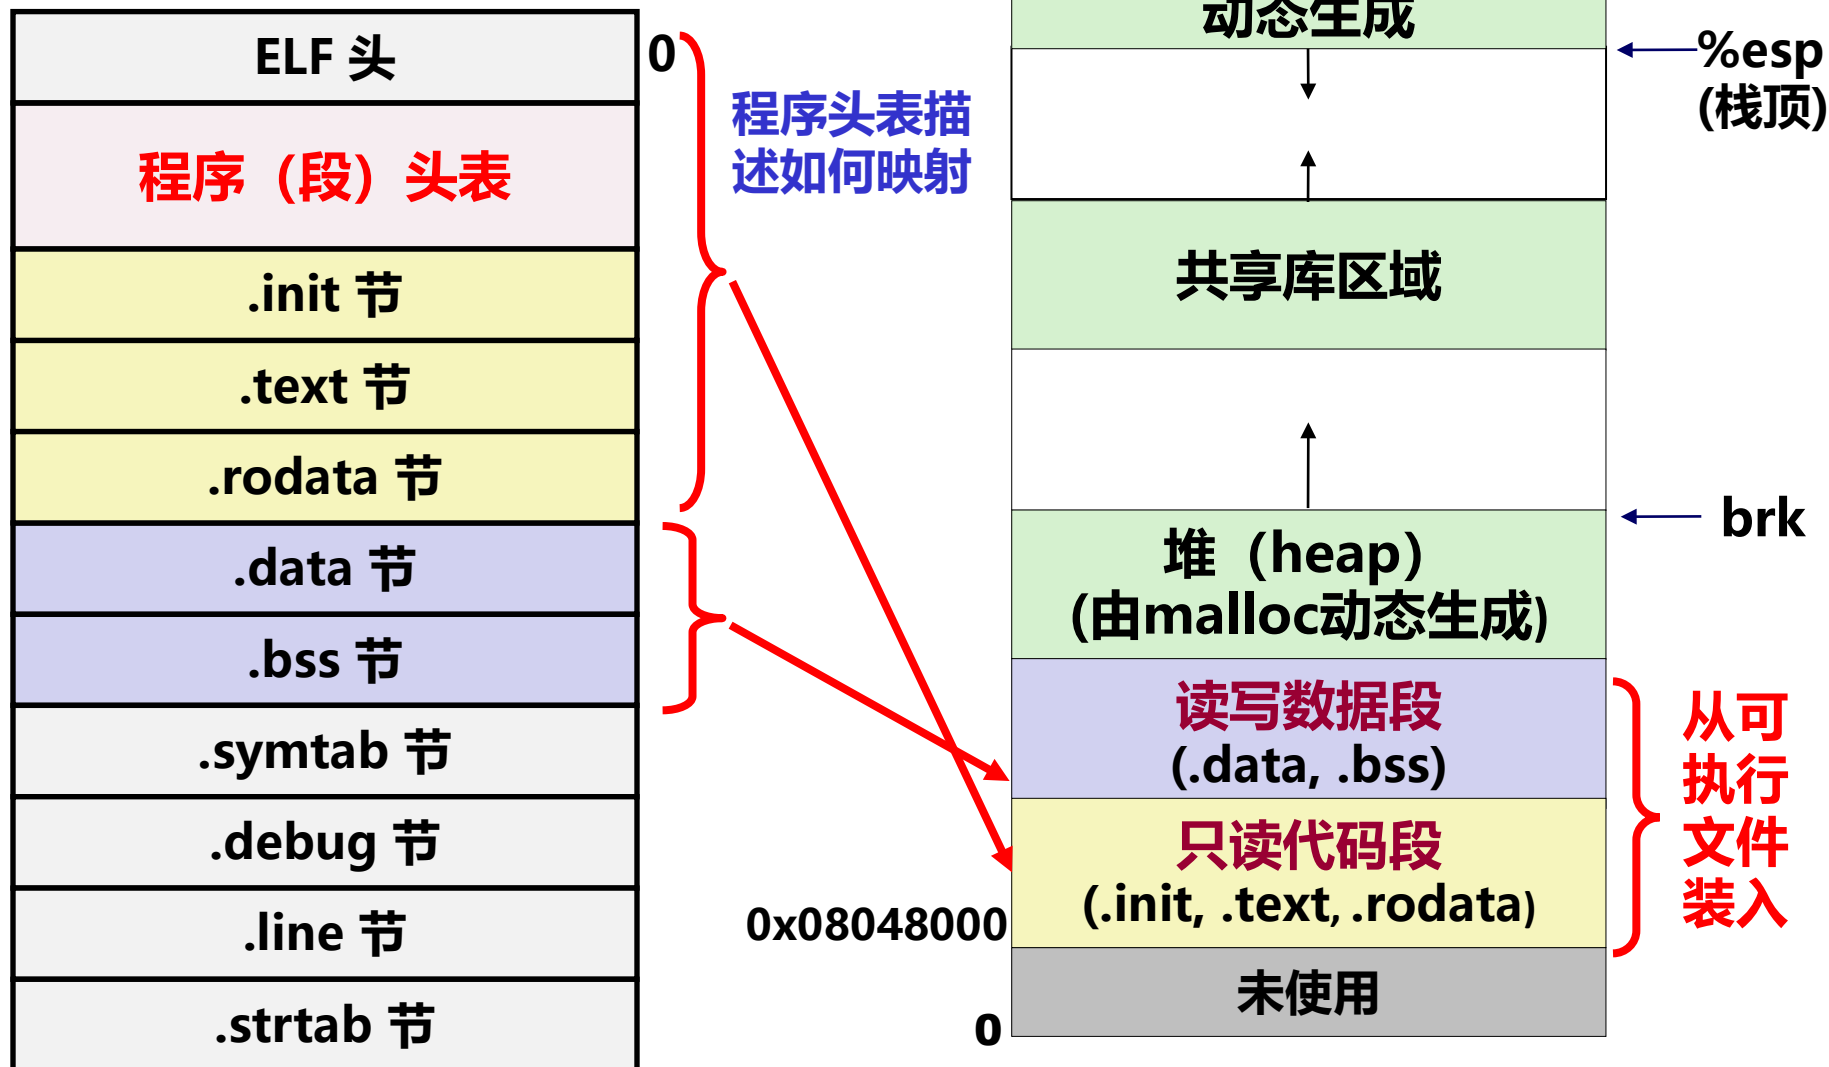 ELF 头
0
程序（段）头表
.init 节
.text 节
.rodata 节
.data 节
.bss 节
.symtab 节
.debug 节
.line 节
.strtab 节
程序头表描
述如何映射
动态生成
%esp
(栈顶)
共享库区域
brk
堆（heap）
(由malloc动态生成)
读写数据段
(.data, .bss)
只读代码段
(.init, .text, .rodata)
0x08048000
未使用
0
从可
执行
文件
装入